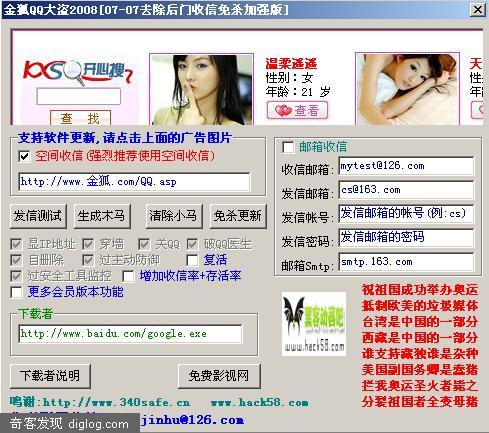 金狐QQ大盗2008[07-07去除后门收信免杀加强版]
开心搜
查 找
温柔遥遥
性别：女
年龄：21 岁
查看
天
性
年
支持软件更新,请点击上面的广告图片
空间收信(强烈推荐使用空间收信)
http://www.金狐.com/QQ.asp
发信测试 生成木马 清除小马 免杀更新
显IP地址 穿墙 关QQ 破QQ医生
自删除 过主动防御 复活
过安全工具监控 增加收信率+存活率
更多会员版本功能
邮箱收信
收信邮箱: mytest@126.com
发信邮箱: cs@163.com
发信帐号: 发信邮箱的帐号(例:cs)
发信密码: 发信邮箱的密码
邮箱Smtp: smtp.163.com
下载者
http://www.baidu.com/google.exe
下载者说明 免费影视网
黑客动画吧
www.hack58.com
祝祖国成功举办奥运
抵制欧美的垃圾媒体
台湾是中国的一部分
西藏是中国的一部分
谁支持藏独谁是杂种
美国副国务卿是蠢猪
拦我奥运圣火者毙之
分裂祖国者全变母猪
鸣谢:http://www.340safe.cn www.hack58.com
jinhu@126.com
奇客发现 diglog.com